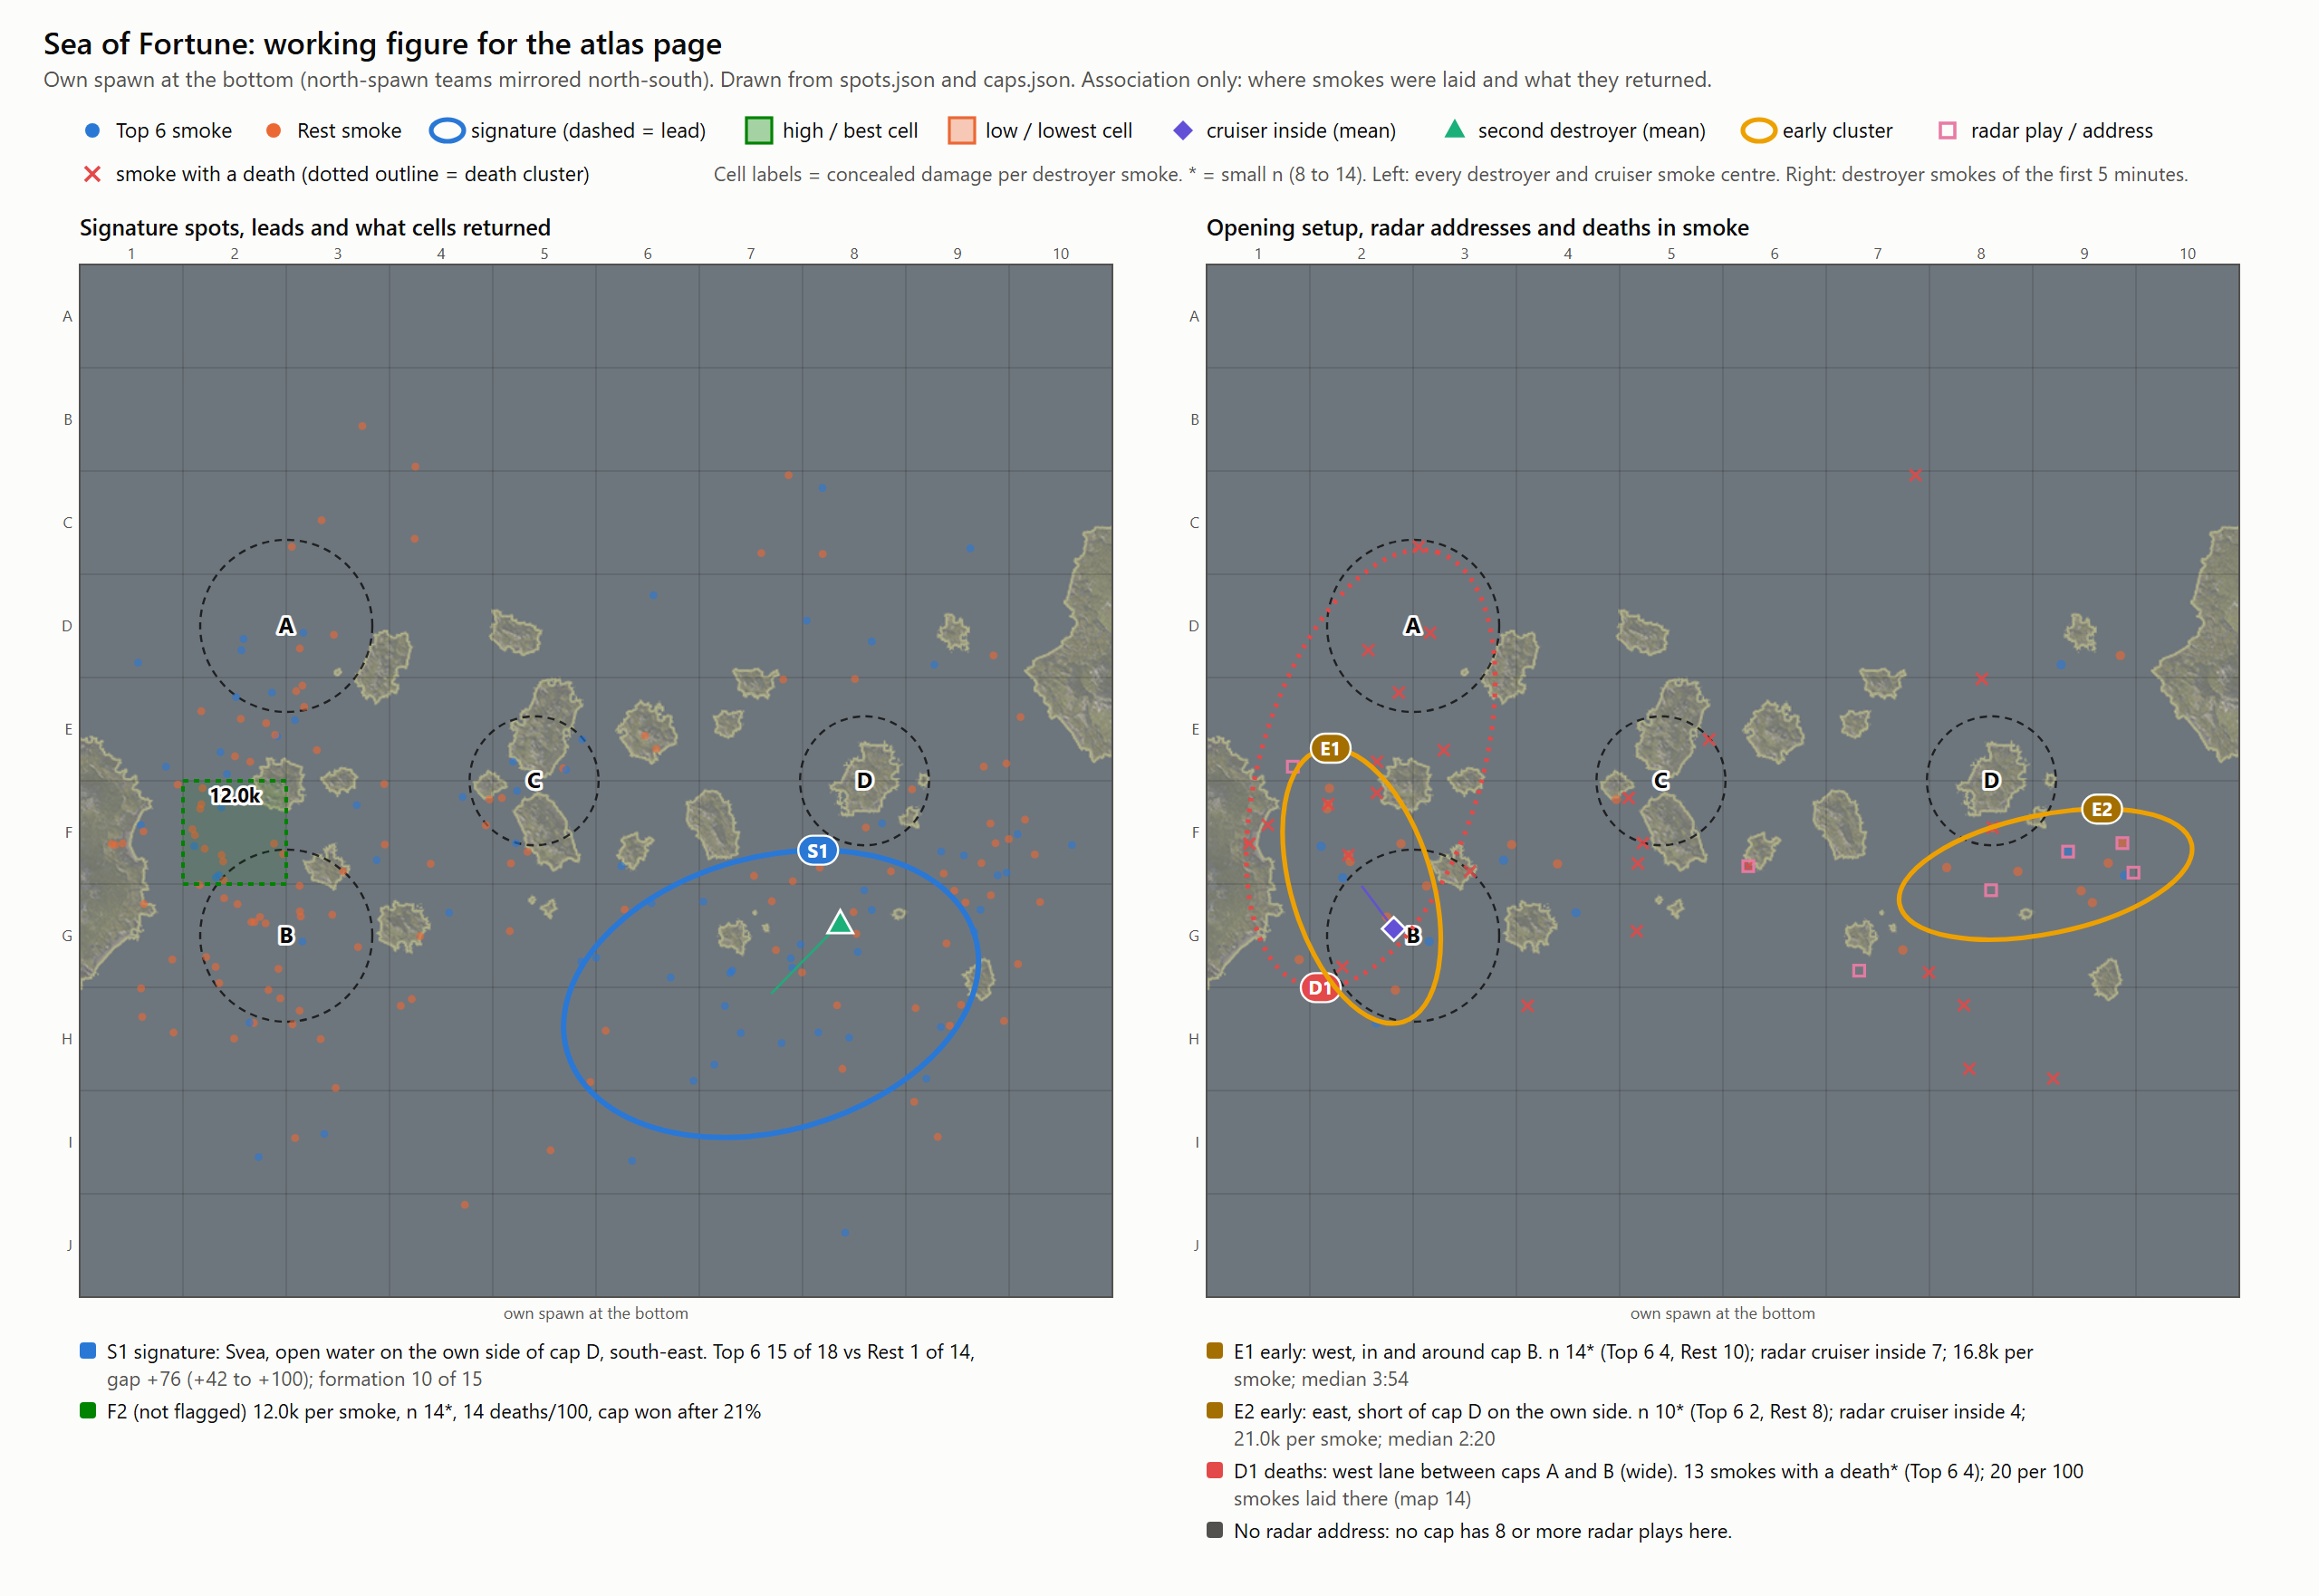 Sea of Fortune: working figure for the atlas page
Own spawn at the bottom (north-spawn teams mirrored north-south). Drawn from spots.json and caps.json. Association only: where smokes were laid and what they returned.
Top 6 smoke
Rest smoke
signature (dashed = lead)
high / best cell
low / lowest cell
cruiser inside (mean)
second destroyer (mean)
early cluster
radar play / address
smoke with a death (dotted outline = death cluster)
Cell labels = concealed damage per destroyer smoke. * = small n (8 to 14). Left: every destroyer and cruiser smoke centre. Right: destroyer smokes of the first 5 minutes.
Signature spots, leads and what cells returned
1 2 3 4 5 6 7 8 9 10
A
B
C
D
E
F
G
H
I
J
A
C
D
12.0k
S1
B
own spawn at the bottom
S1 signature: Svea, open water on the own side of cap D, south-east. Top 6 15 of 18 vs Rest 1 of 14,
gap +76 (+42 to +100); formation 10 of 15
F2 (not flagged) 12.0k per smoke, n 14*, 14 deaths/100, cap won after 21%
Opening setup, radar addresses and deaths in smoke
1 2 3 4 5 6 7 8 9 10
A
B
C
D
E
F
G
H
I
J
A
E1
C
D
E2
B
D1
own spawn at the bottom
E1 early: west, in and around cap B. n 14* (Top 6 4, Rest 10); radar cruiser inside 7; 16.8k per
smoke; median 3:54
E2 early: east, short of cap D on the own side. n 10* (Top 6 2, Rest 8); radar cruiser inside 4;
21.0k per smoke; median 2:20
D1 deaths: west lane between caps A and B (wide). 13 smokes with a death* (Top 6 4); 20 per 100
smokes laid there (map 14)
No radar address: no cap has 8 or more radar plays here.